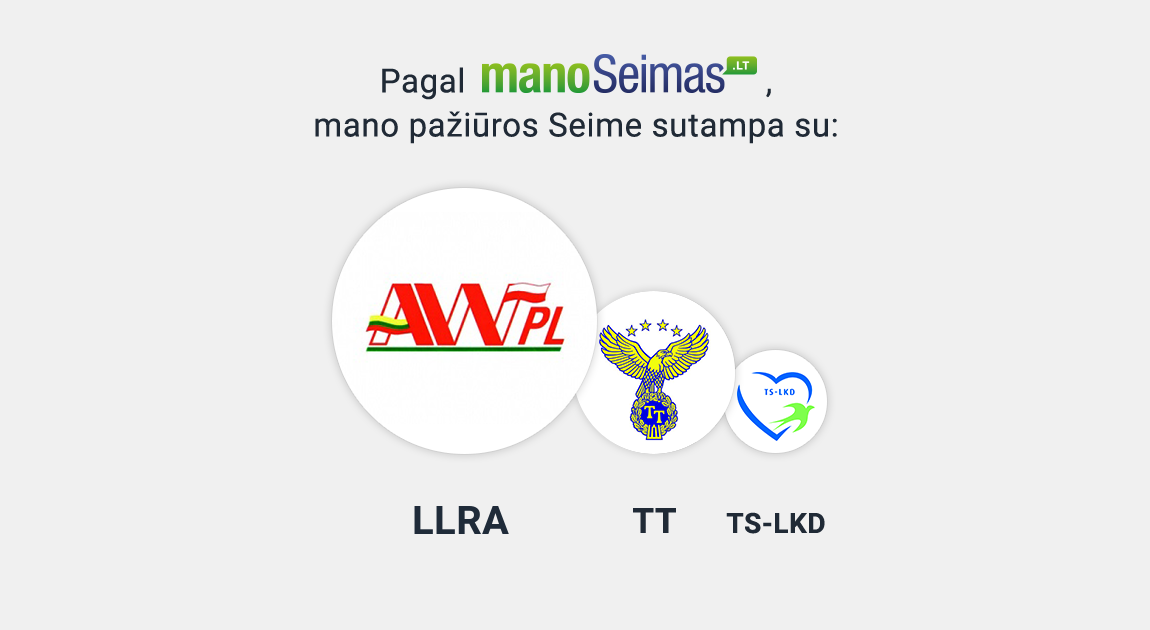 Pagal manoSeimas.LT ,
mano pažiūros Seime sutampa su:
AWPL
TT
TS-LKD
LLRA
TT
TS-LKD